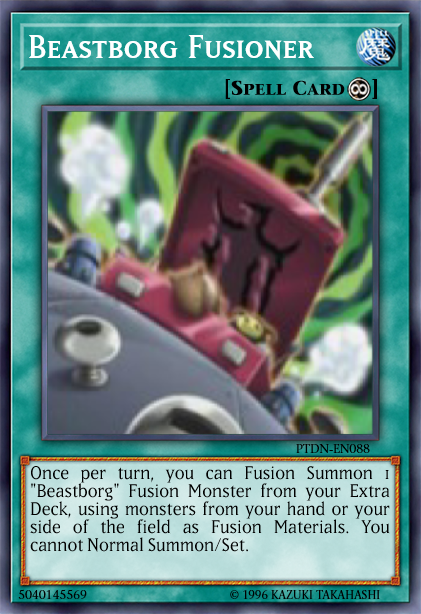 Beastborg Fusioner
魔
[Spell Card∞]
PTDN-EN088
Once per turn, you can Fusion Summon 1
"Beastborg" Fusion Monster from your Extra
Deck, using monsters from your hand or your
side of the field as Fusion Materials. You
cannot Normal Summon/Set.
5040145569
© 1996 KAZUKI TAKAHASHI